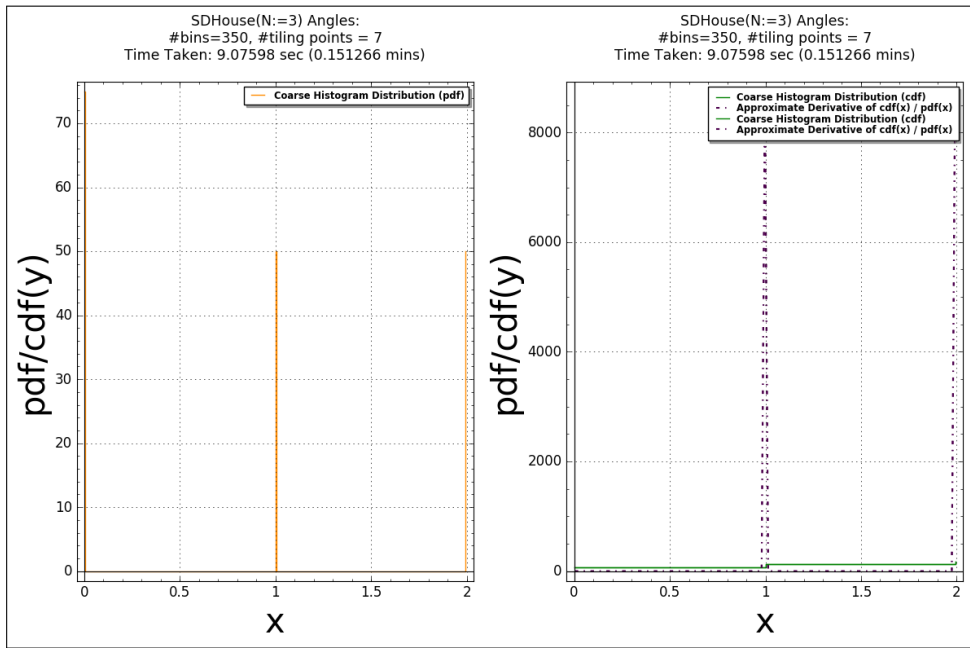 SDHouse(N:=3) Angles:
#bins=350, #tiling points = 7
Time Taken: 9.07598 sec (0.151266 mins)
Coarse Histogram Distribution (pdf)
70
60
50
40
30
20
10
0
pdf/cdf(y)
0
0.5
1
1.5
2
x
SDHouse(N:=3) Angles:
#bins=350, #tiling points = 7
Time Taken: 9.07598 sec (0.151266 mins)
Coarse Histogram Distribution (cdf)
Approximate Derivative of cdf(x) / pdf(x)
Coarse Histogram Distribution (cdf)
Approximate Derivative of cdf(x) / pdf(x)
8000
6000
4000
2000
0
pdf/cdf(y)
0
0.5
1
1.5
2
x